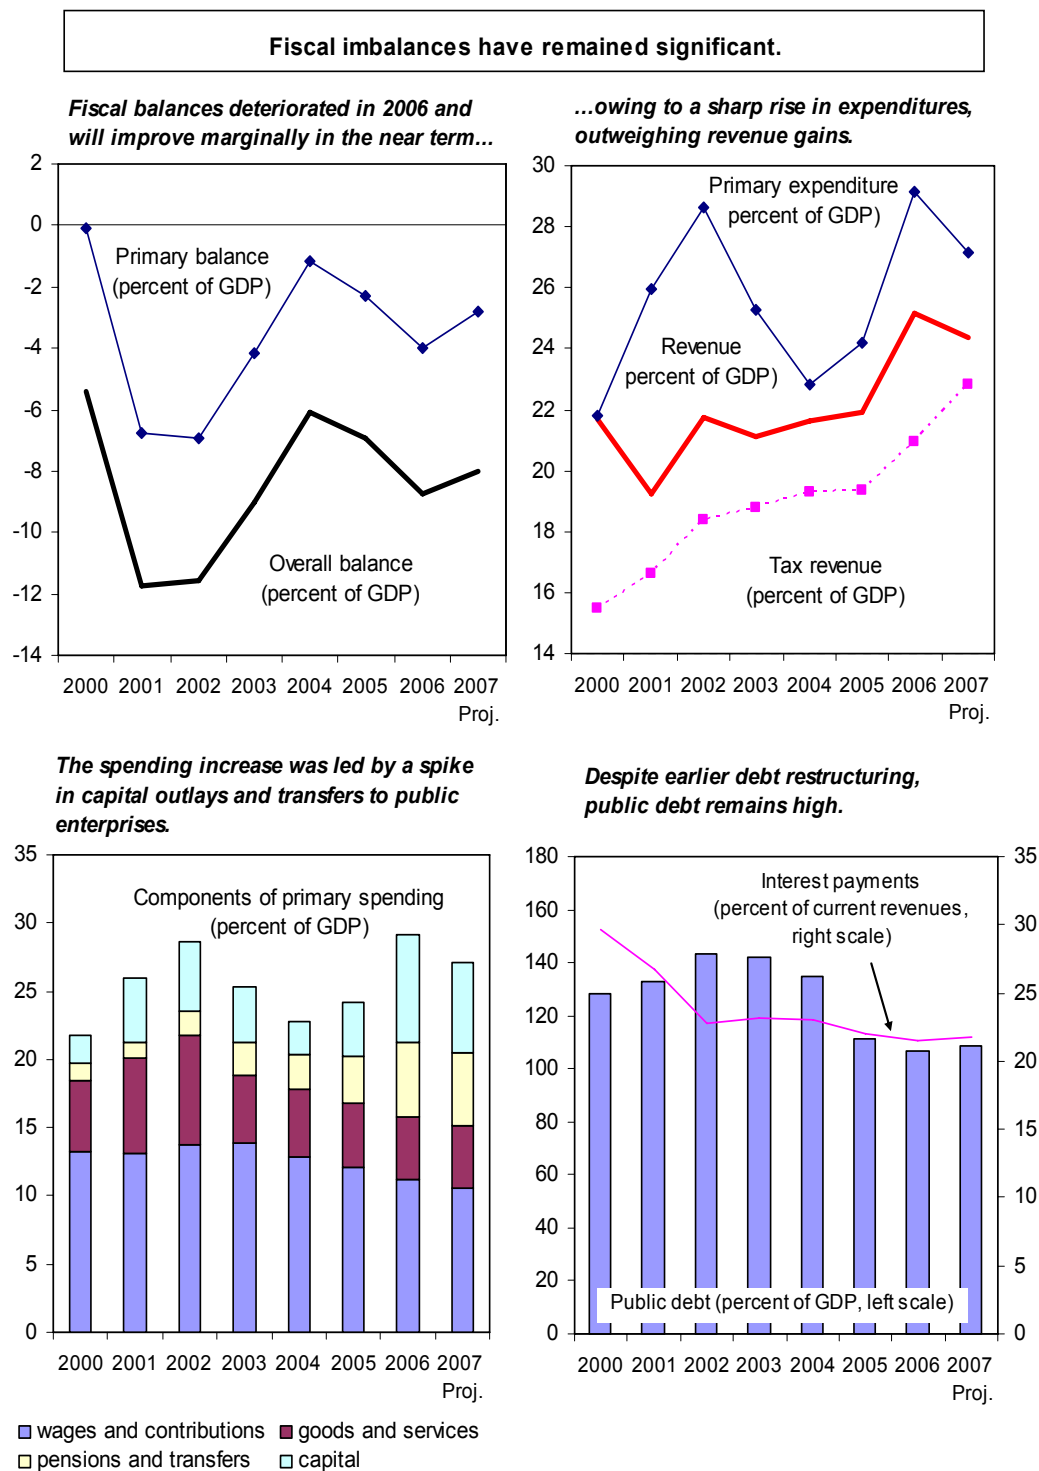 Fiscal imbalances have remained significant.
Fiscal balances deteriorated in 2006 and
will improve marginally in the near term...
2
0
-2
-4
-6
-8
-10
-12
-14
Primary balance
(percent of GDP)
Overall balance
(percent of GDP)
2000 2001 2002 2003 2004 2005 2006 2007
Proj.
...owing to a sharp rise in expenditures,
outweighing revenue gains.
30
28
26
24
22
20
18
16
14
Primary expenditure
percent of GDP)
Revenue
percent of GDP)
Tax revenue
(percent of GDP)
2000 2001 2002 2003 2004 2005 2006 2007
Proj.
The spending increase was led by a spike
in capital outlays and transfers to public
enterprises.
35
30
25
20
15
10
5
0
Components of primary spending
(percent of GDP)
2000 2001 2002 2003 2004 2005 2006 2007
Proj.
wages and contributions goods and services
pensions and transfers capital
Despite earlier debt restructuring,
public debt remains high.
180
160
140
120
100
80
60
40
20
0
Interest payments
(percent of current revenues,
right scale)
Public debt (percent of GDP, left scale)
35
30
25
20
15
10
5
0
2000 2001 2002 2003 2004 2005 2006 2007
Proj.